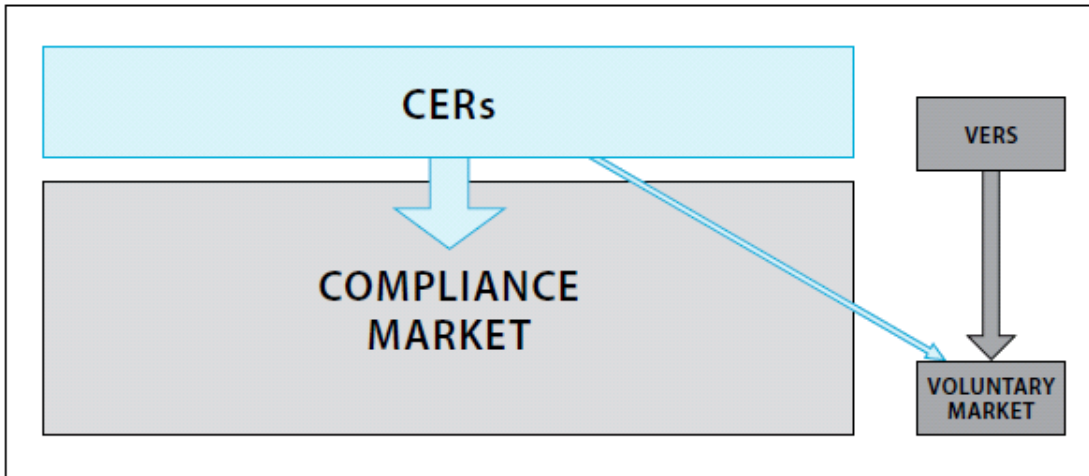 CERs
VERS
COMPLIANCE
MARKET
VOLUNTARY
MARKET